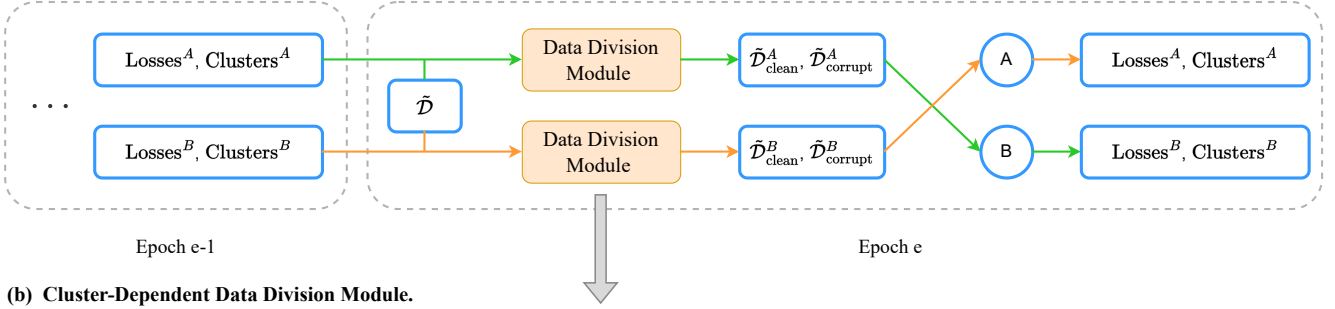 Losses^A, Clusters^A
Data Division Module
D̃^A_clean, D̃^A_corrupt
A
Losses^A, Clusters^A
. . .
D̃
Losses^B, Clusters^B
Data Division Module
D̃^B_clean, D̃^B_corrupt
B
Losses^B, Clusters^B
Epoch e-1
Epoch e
(b) Cluster-Dependent Data Division Module.